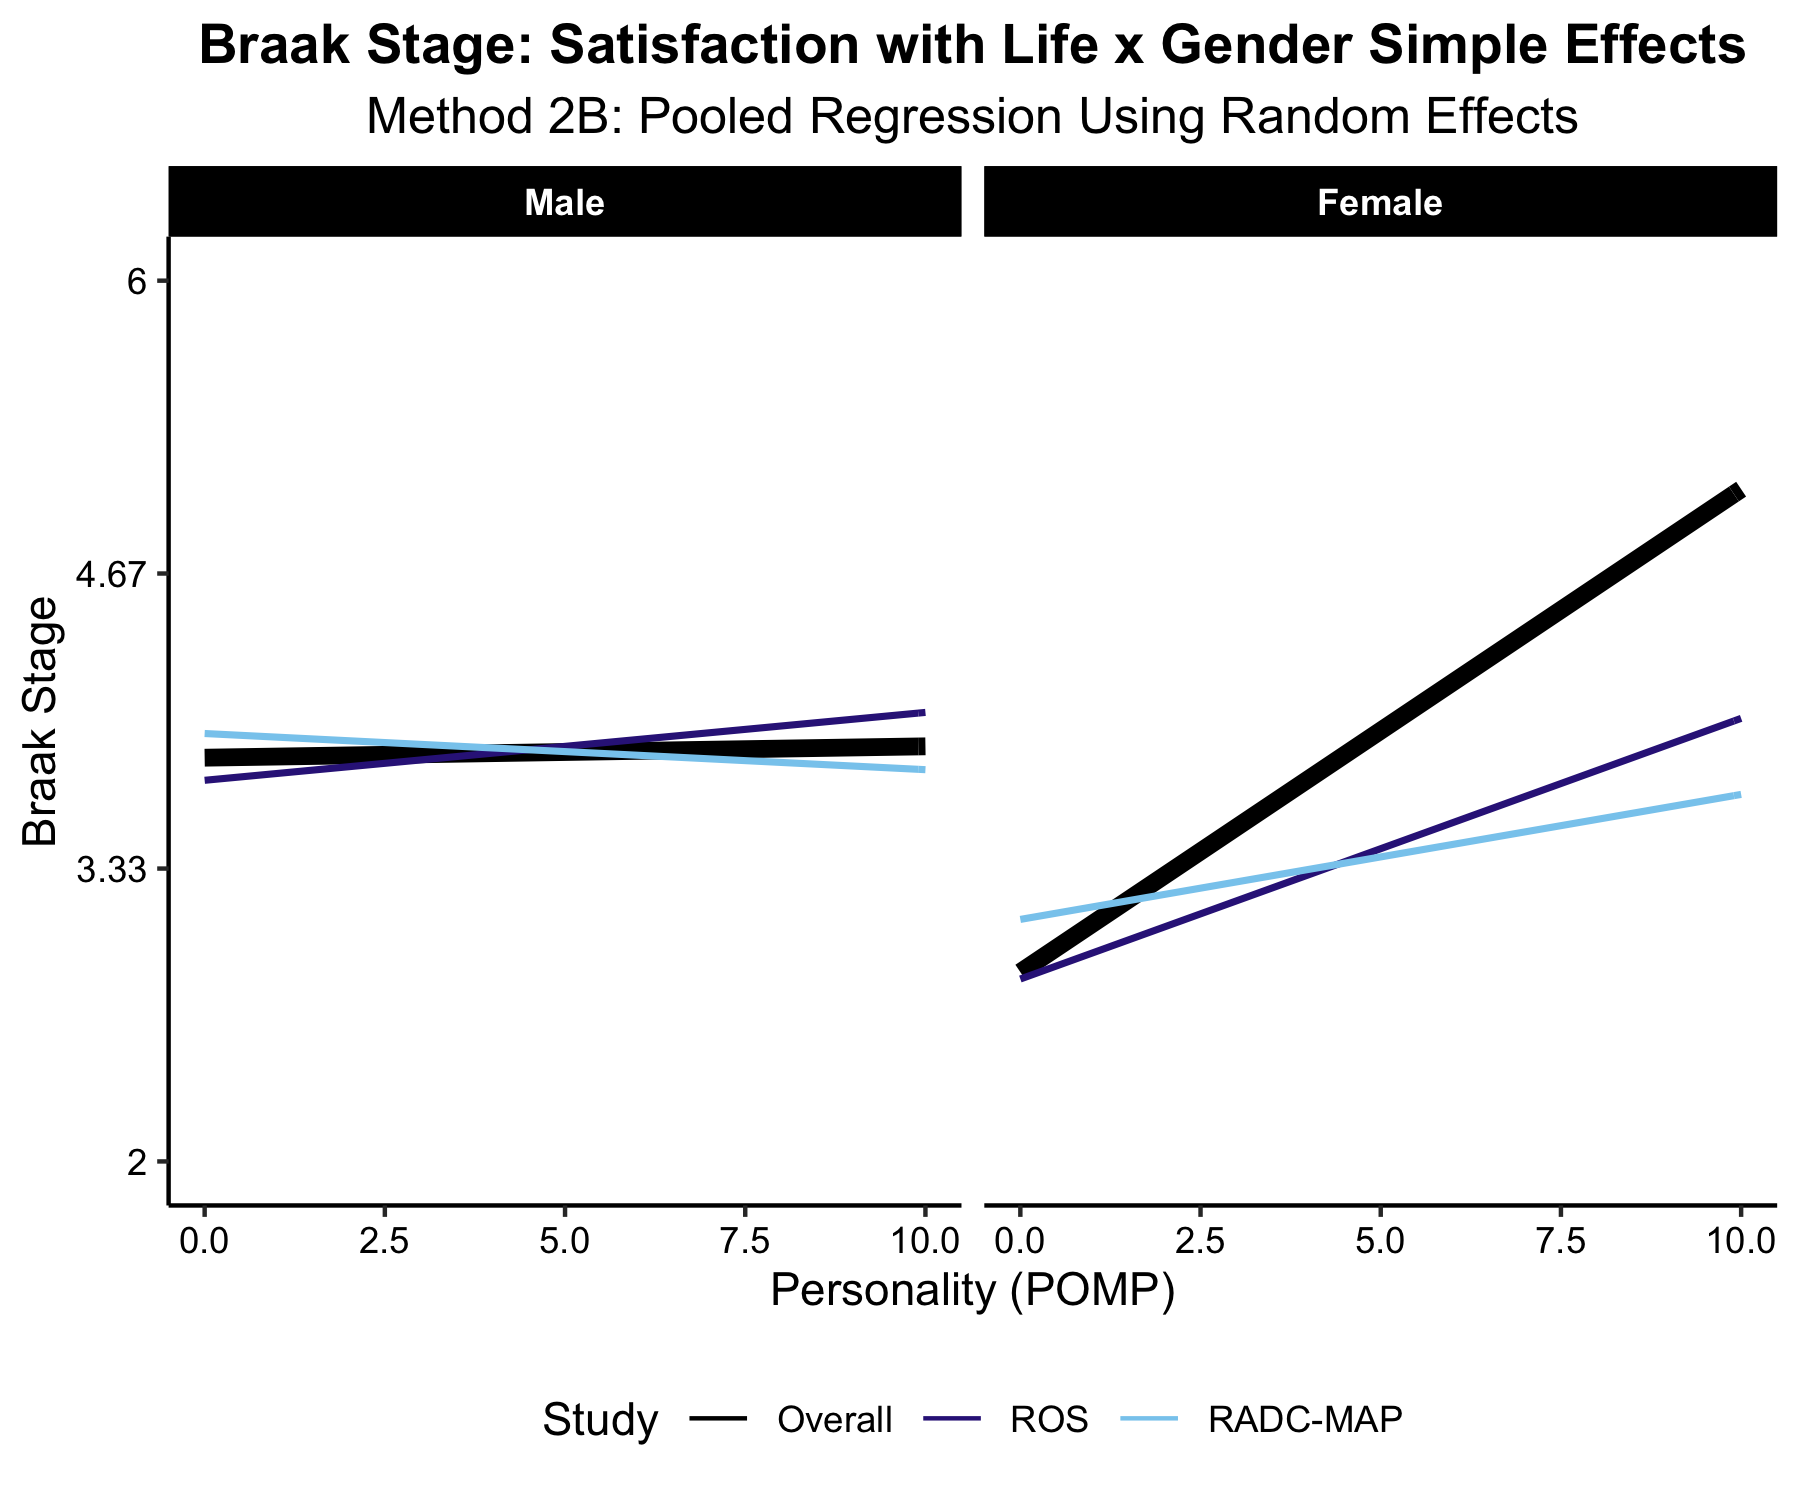 Braak Stage: Satisfaction with Life x Gender Simple Effects
Method 2B: Pooled Regression Using Random Effects
Male
Female
Braak Stage
6
4.67
3.33
2
0.0 2.5 5.0 7.5 10.0
0.0 2.5 5.0 7.5 10.0
Personality (POMP)
Study Overall ROS RADC-MAP